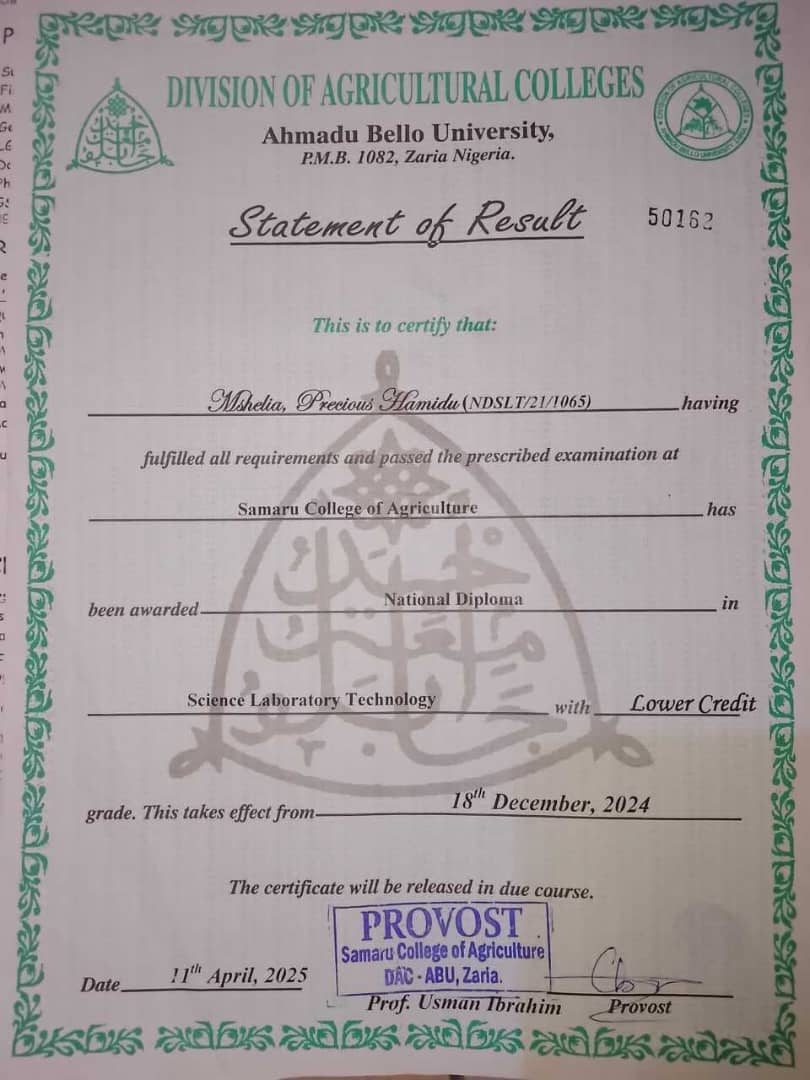 DIVISION OF AGRICULTURAL COLLEGES
Ahmadu Bello University,
P.M.B. 1082, Zaria Nigeria.
Statement of Result
50162
This is to certify that:
Mshelia, Precious Hamidu (NDSLT/21/1065) having
fulfilled all requirements and passed the prescribed examination at
Samaru College of Agriculture has
been awarded National Diploma in
Science Laboratory Technology with Lower Credit
grade. This takes effect from 18th December, 2024
The certificate will be released in due course.
PROVOST
Samaru College of Agriculture
DAC - ABU, Zaria.
Date 11th April, 2025
Prof. Usman Ibrahim Provost